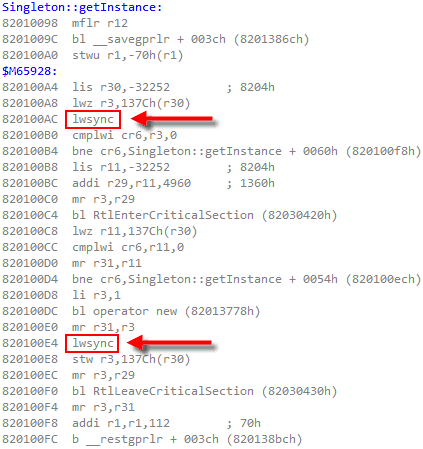 Singleton::getInstance:
82010098 mflr r12
8201009C bl __savegprlr + 003ch (8201386ch)
820100A0 stwu r1,-70h(r1)
$M65928:
820100A4 lis r30,-32252 ; 8204h
820100A8 lwz r3,137Ch(r30)
820100AC lwsync
820100B0 cmplwi cr6,r3,0
820100B4 bne cr6,Singleton::getInstance + 0060h (820100f8h)
820100B8 lis r11,-32252 ; 8204h
820100BC addi r29,r11,4960 ; 1360h
820100C0 mr r3,r29
820100C4 bl RtlEnterCriticalSection (82030420h)
820100C8 lwz r11,137Ch(r30)
820100CC cmplwi cr6,r11,0
820100D0 mr r31,r11
820100D4 bne cr6,Singleton::getInstance + 0054h (820100ech)
820100D8 li r3,1
820100DC bl operator new (82013778h)
820100E0 mr r31,r3
820100E4 lwsync
820100E8 stw r3,137Ch(r30)
820100EC mr r3,r29
820100F0 bl RtlLeaveCriticalSection (82030430h)
820100F4 mr r3,r31
820100F8 addi r1,r1,112 ; 70h
820100FC b __restgprlr + 003ch (820138bch)